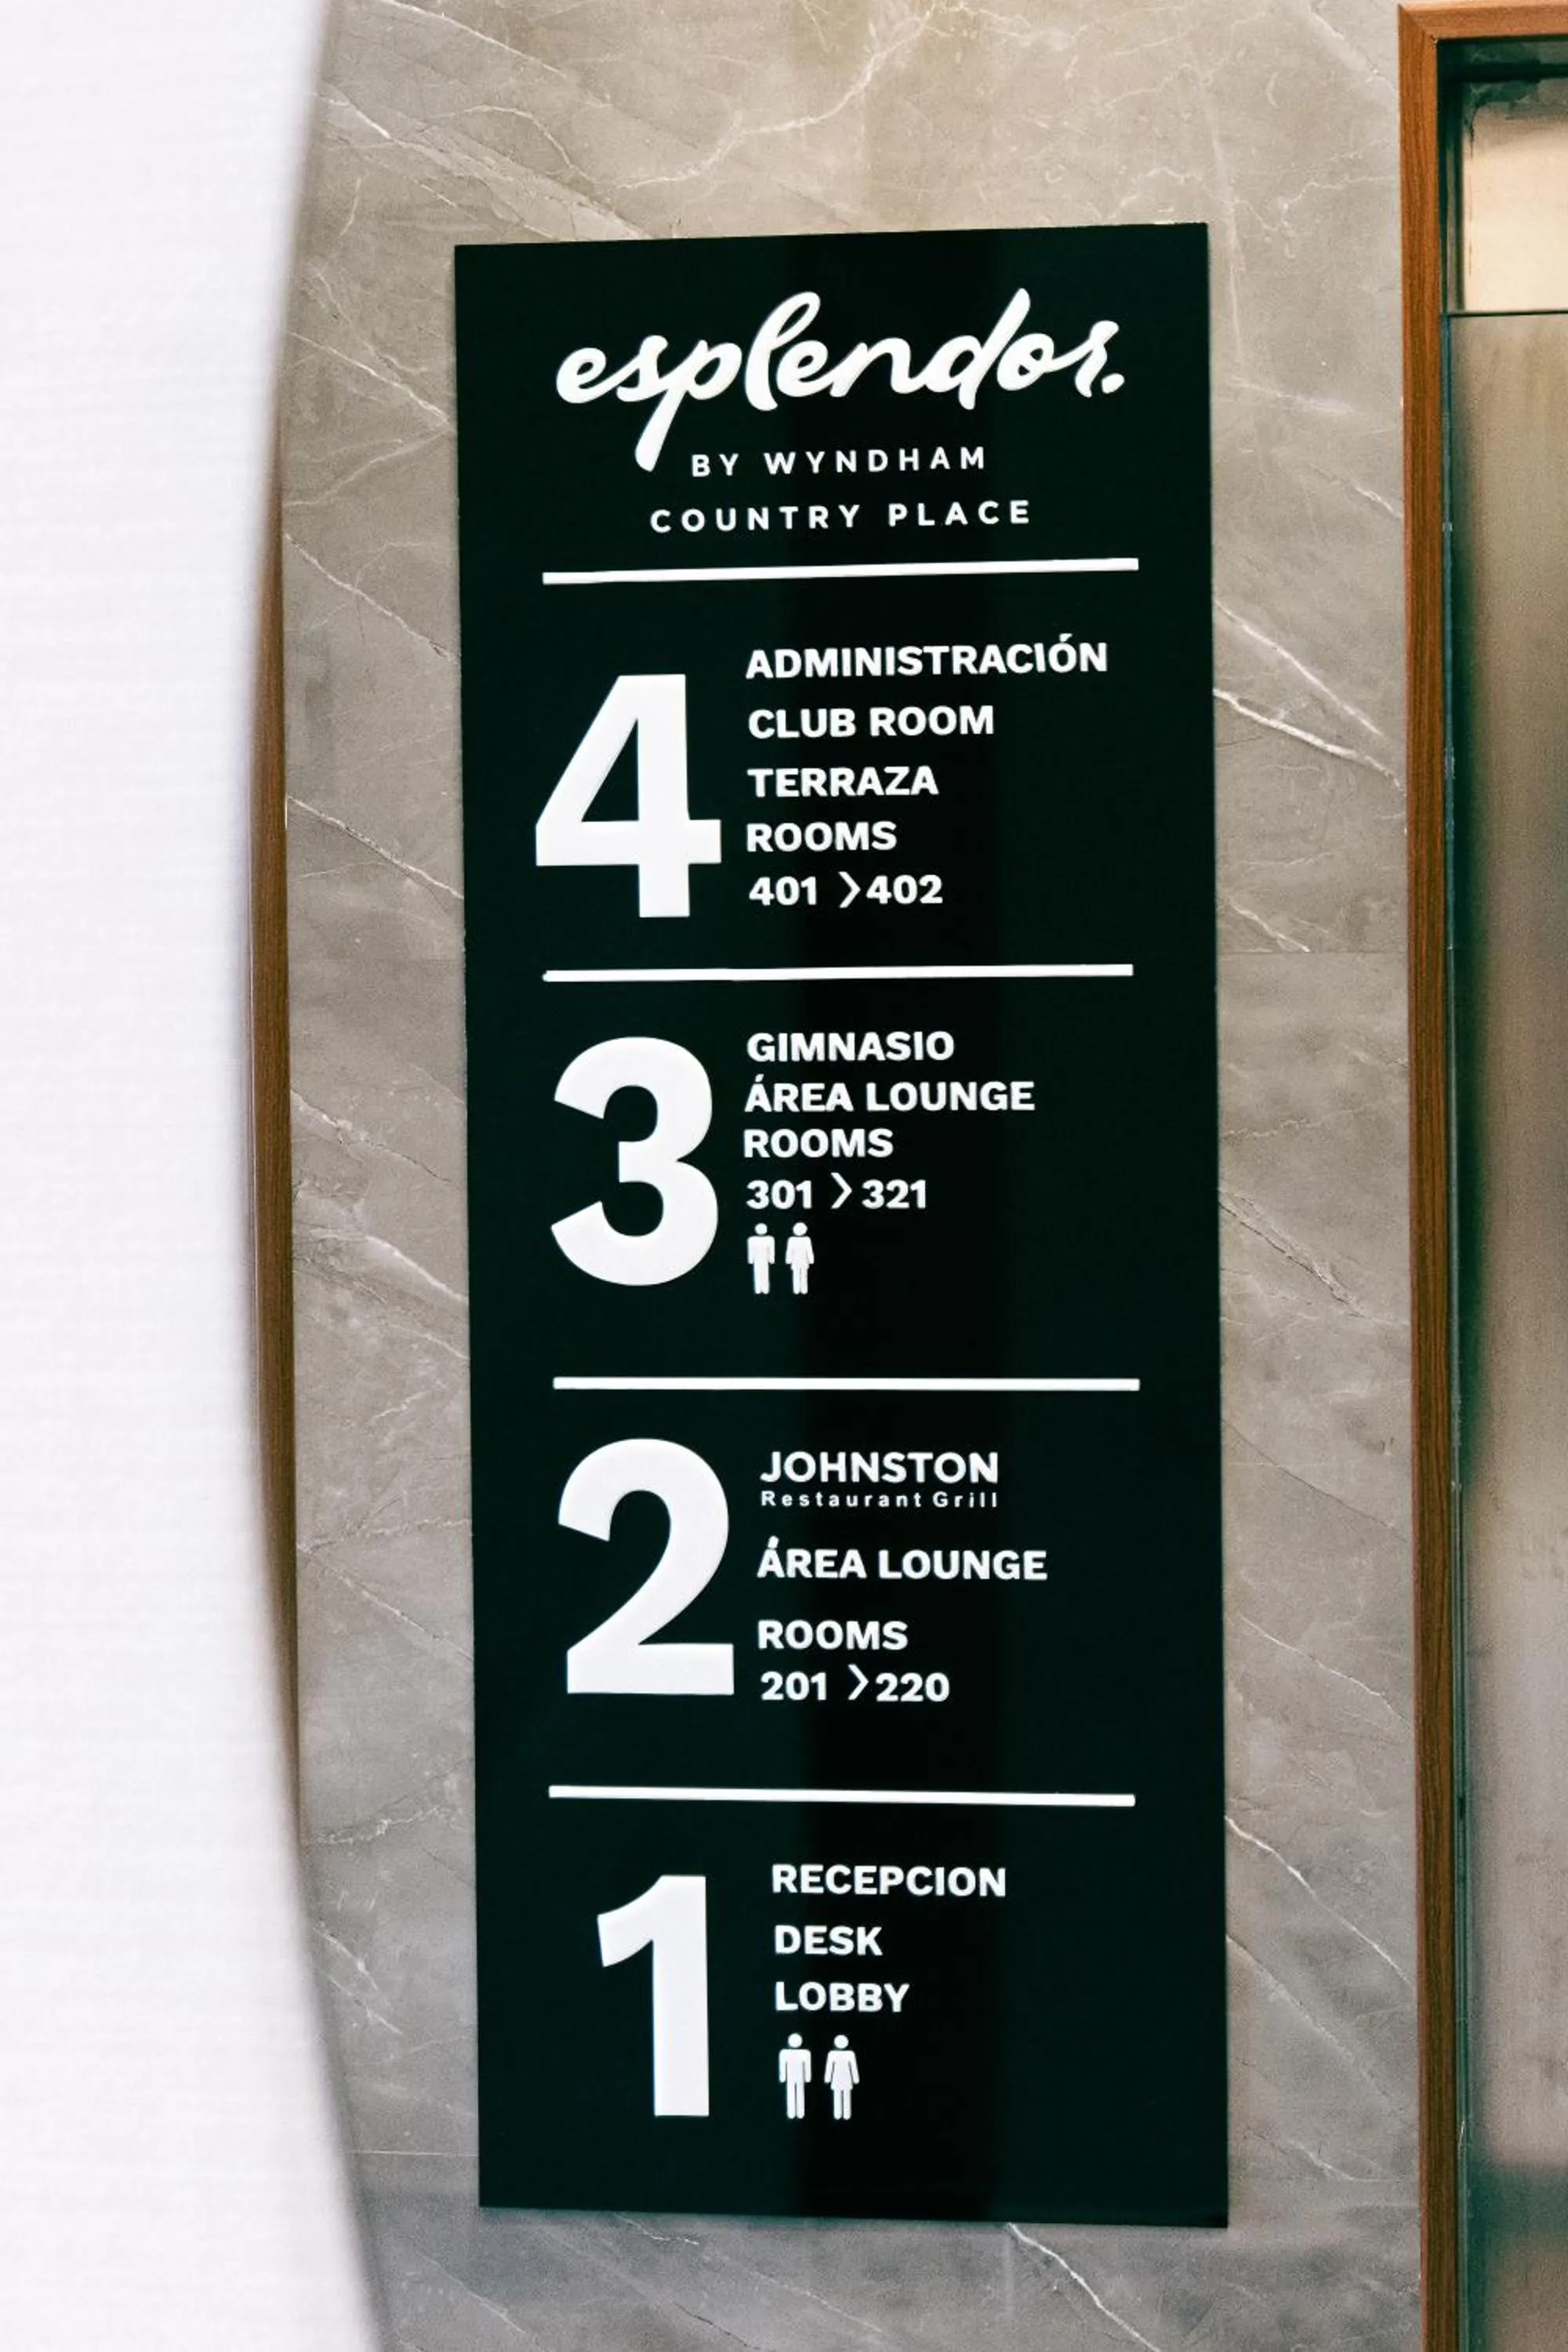 esplendor.
BY WYNDHAM
COUNTRY PLACE
4
ADMINISTRACIÓN
CLUB ROOM
TERRAZA
ROOMS
401 >402
3
GIMNASIO
ÁREA LOUNGE
ROOMS
301 >321
2
JOHNSTON
Restaurant Grill
ÁREA LOUNGE
ROOMS
201 >220
1
RECEPCION
DESK
LOBBY